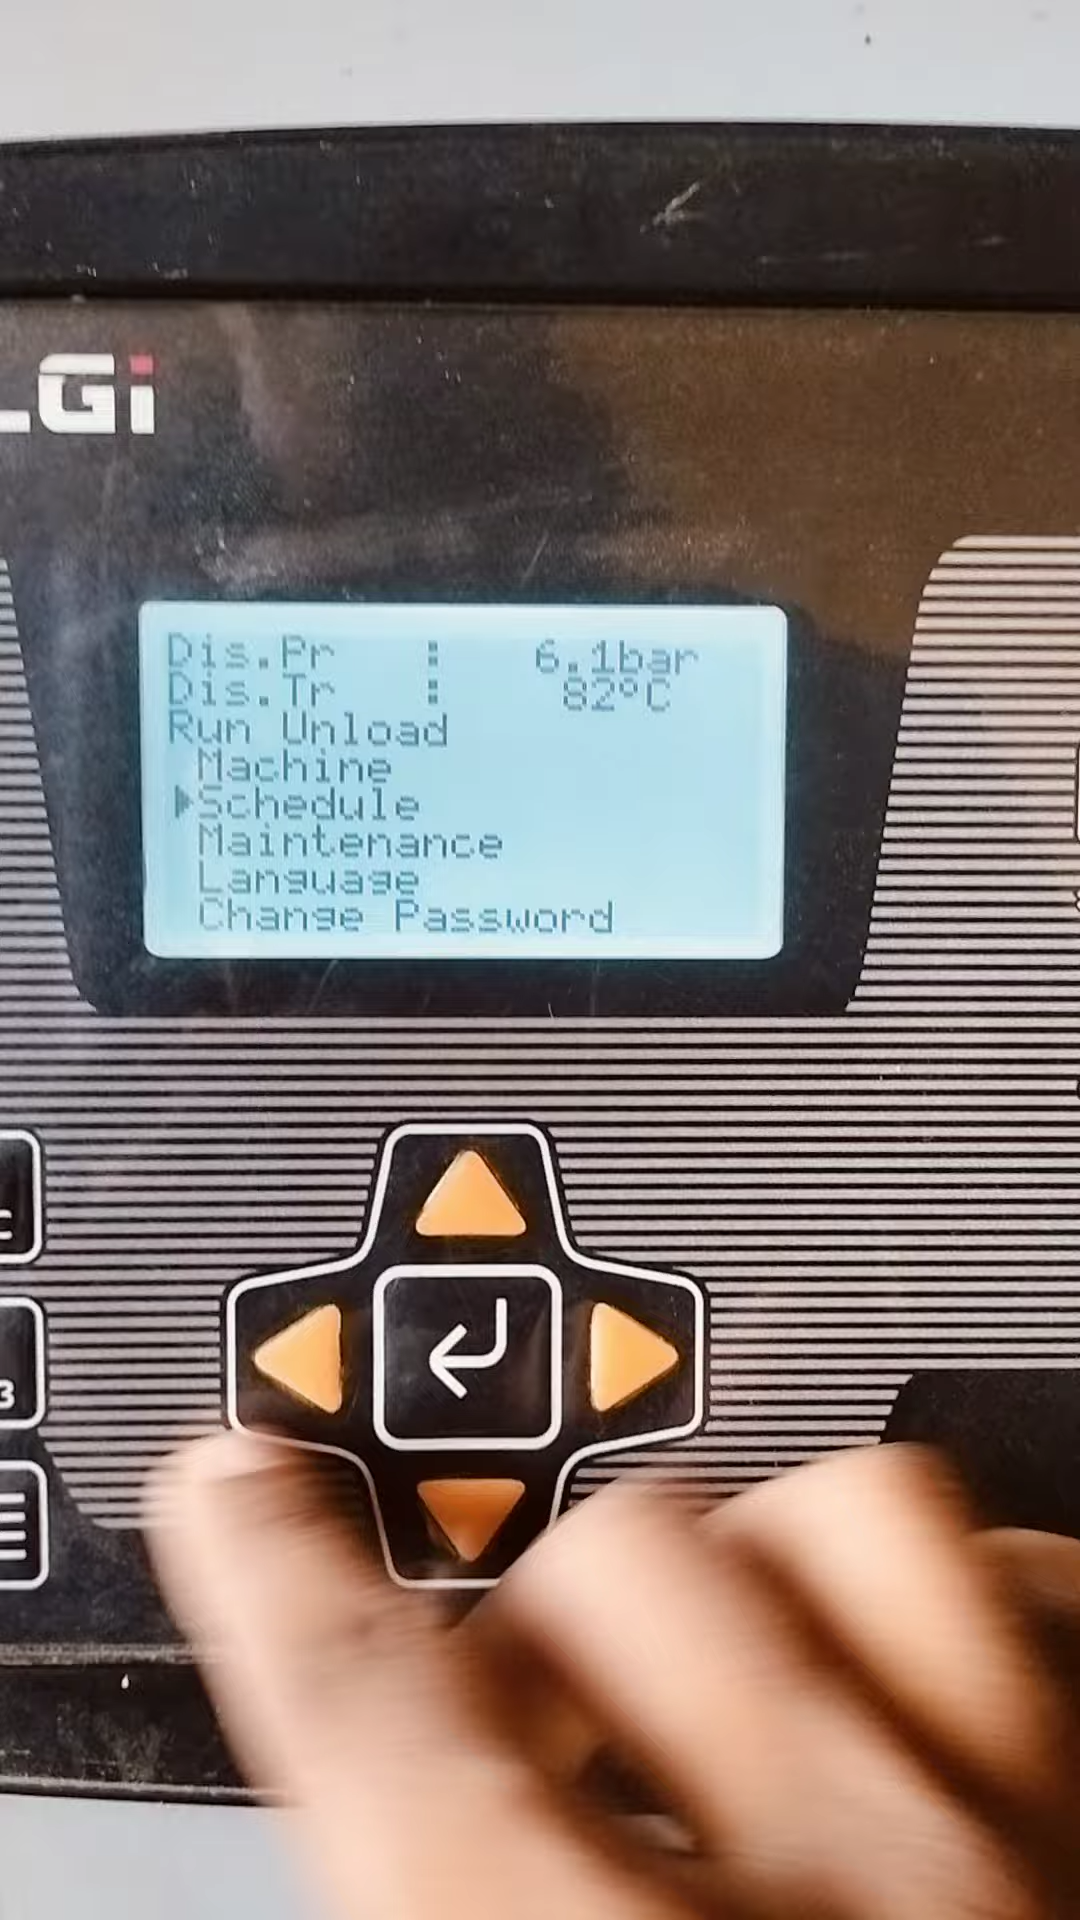 LGi
Dis.Pr : 6.1bar
Dis.Tr : 82°C
Run Unload
Machine
Schedule
Maintenance
Language
Change Password